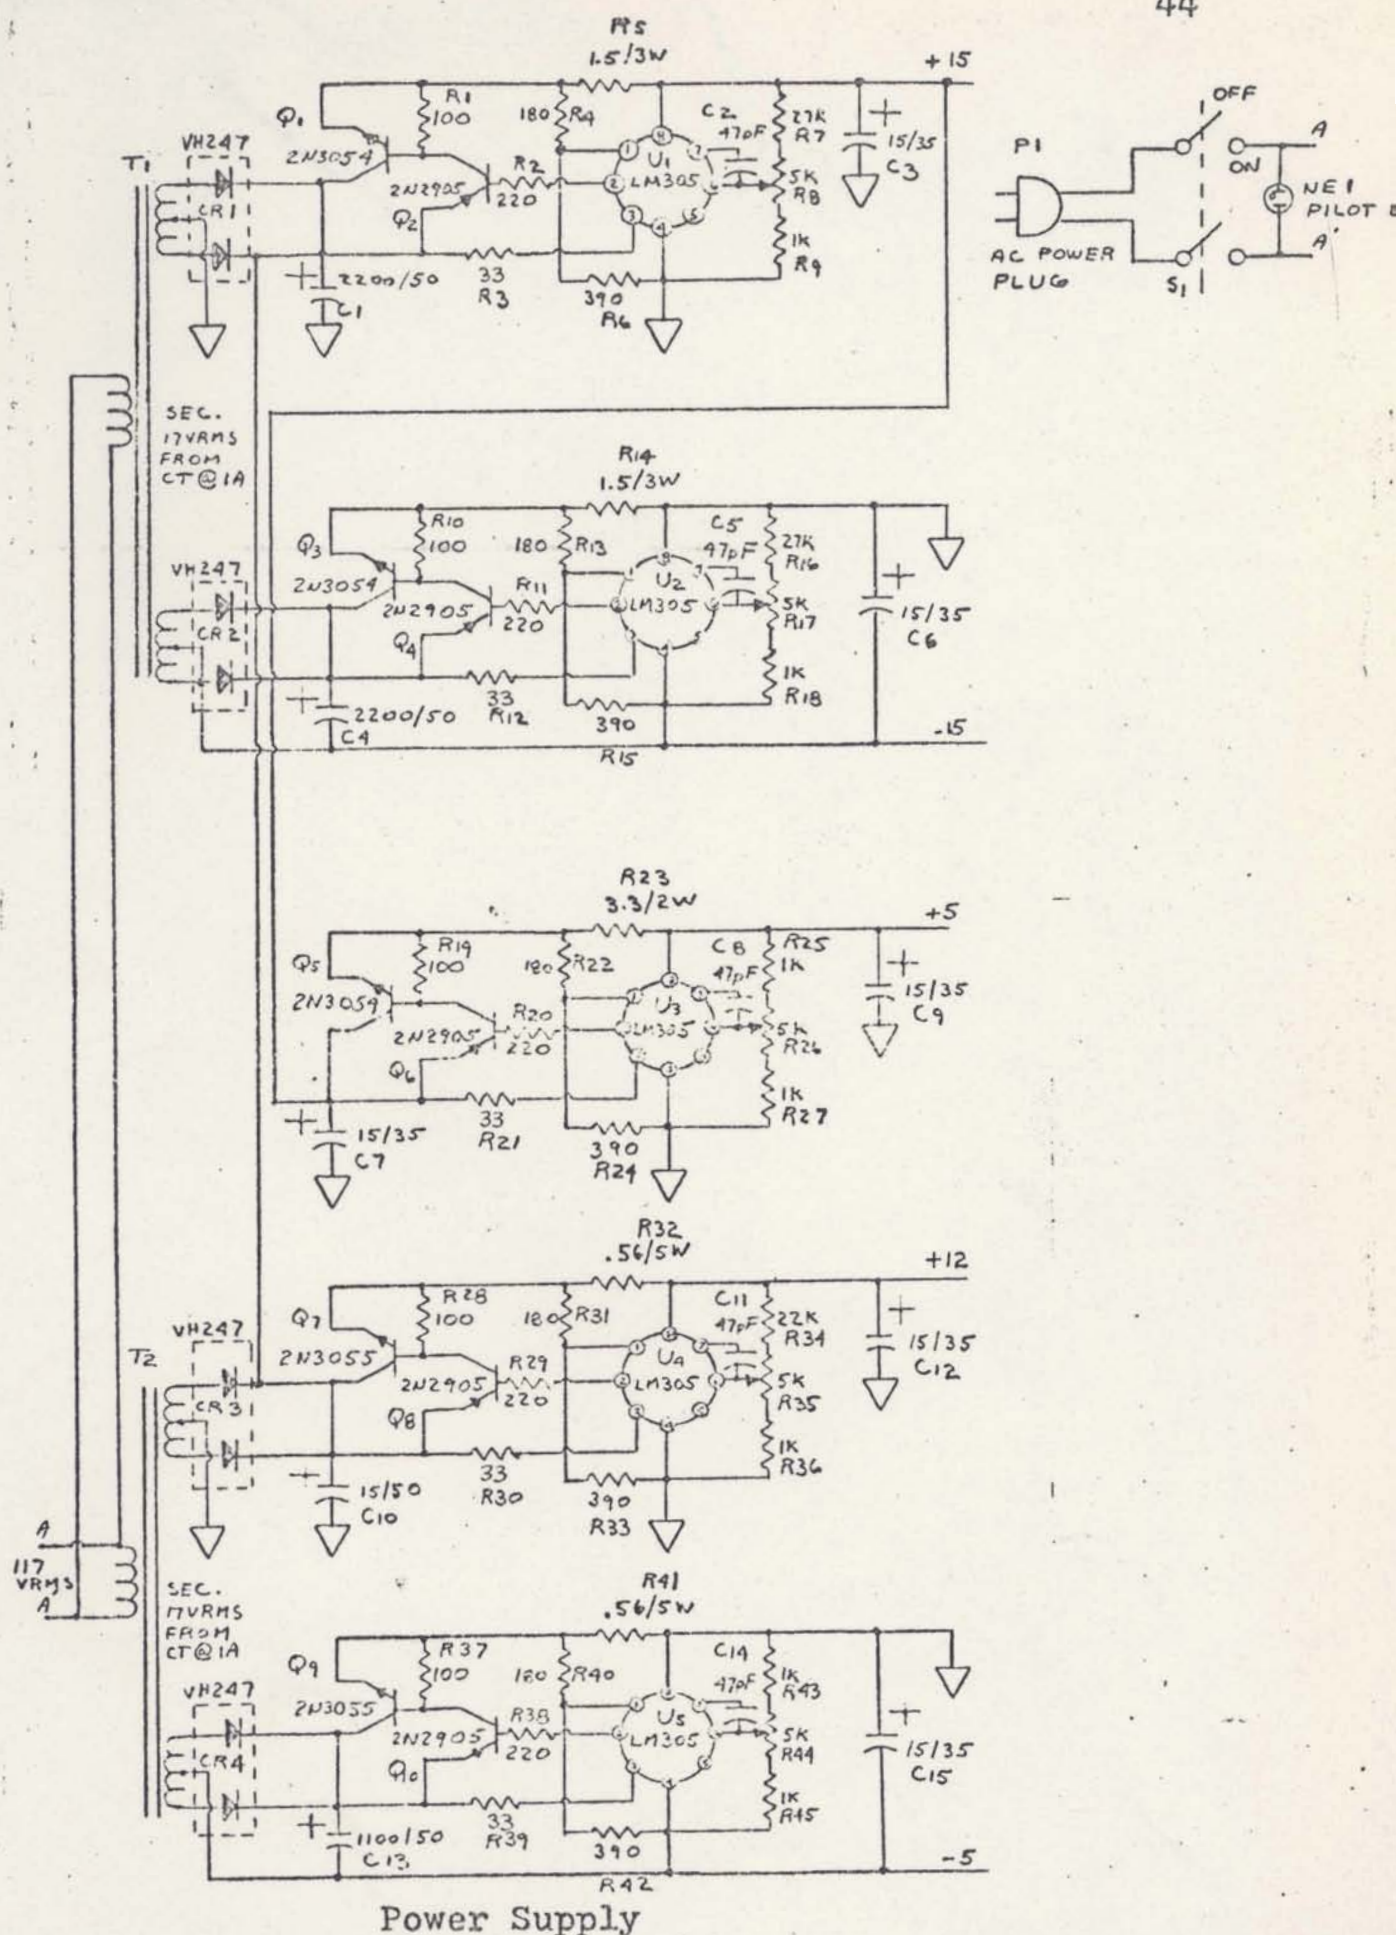 44
R5
1.5/3W
+15
Q1
R1
100
180
R4
C2
47pF
27K
R7
15/35
C3
VH247
T1
2N3054
2N2905
Q2
R2
220
U1
LM305
1
2
3
4
5
6
7
8
5K
R8
CR1
1K
R9
2200/50
C1
33
R3
390
R6
OFF
P1
ON
A
NE1
PILOT
AC POWER
PLUG
S1
A'
SEC.
17VRMS
FROM
CT@1A
R14
1.5/3W
Q3
R10
100
180
R13
C5
47pF
27K
R16
VH247
2N3054
2N2905
Q4
R11
220
U2
LM305
5K
R17
15/35
C6
CR2
1K
R18
2200/50
C4
33
R12
390
R15
-15
R23
3.3/2W
+5
Q5
R19
100
180
R22
C8
47pF
R25
1K
15/35
C9
2N3054
2N2905
Q6
R20
220
U3
LM305
5K
R26
1K
R27
15/35
C7
33
R21
390
R24
R32
.56/5W
+12
Q7
R28
100
180
R31
C11
47pF
22K
R34
15/35
C12
VH247
T2
2N3055
2N2905
Q8
R29
220
U4
LM305
5K
R35
CR3
1K
R36
15/50
C10
33
R30
390
R33
A
117
VRMS
A'
SEC.
17VRMS
FROM
CT@1A
R41
.56/5W
Q9
R37
100
180
R40
C14
47pF
1K
R43
VH247
2N3055
2N2905
Q10
R38
220
U5
LM305
5K
R44
15/35
C15
CR4
1K
R45
1100/50
C13
33
R39
390
R42
-5
Power Supply